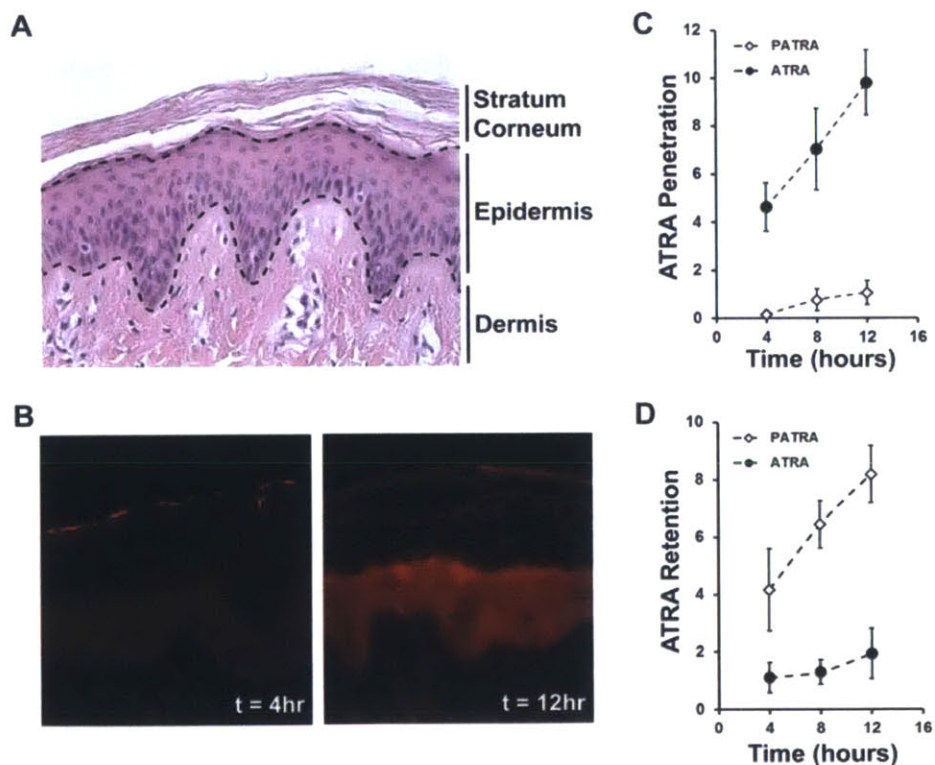 A
Stratum
Corneum
Epidermis
Dermis
B
t = 4hr
t = 12hr
C
ATRA Penetration
12
10
8
6
4
2
0
PATRA
ATRA
0 4 8 12 16
Time (hours)
D
ATRA Retention
10
8
6
4
2
0
PATRA
ATRA
0 4 8 12 16
Time (hours)